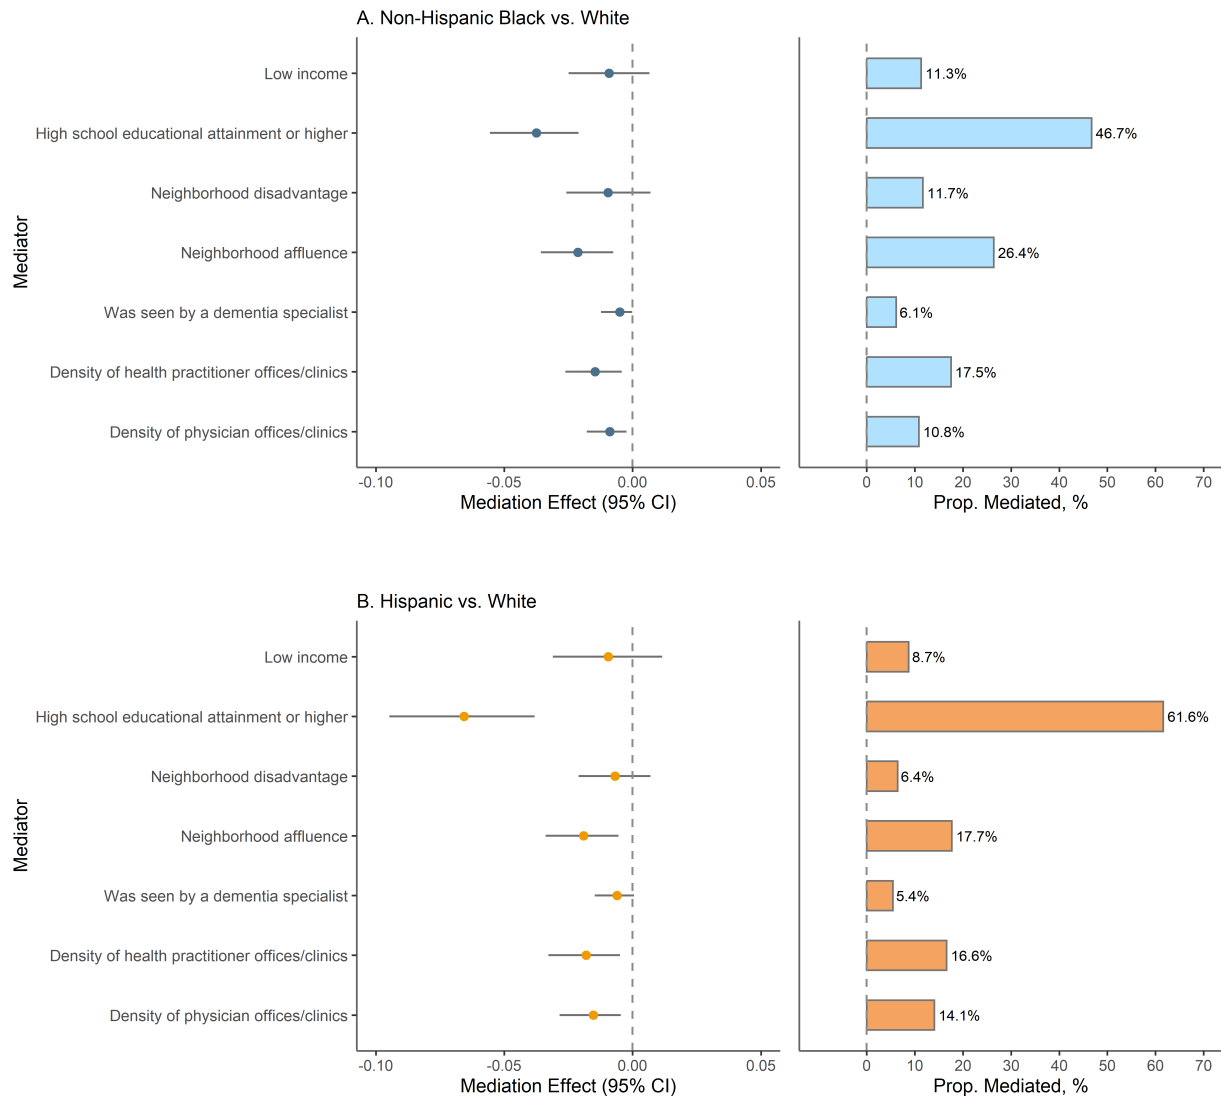 A. Non-Hispanic Black vs. White
Mediator
Low income
High school educational attainment or higher
Neighborhood disadvantage
Neighborhood affluence
Was seen by a dementia specialist
Density of health practitioner offices/clinics
Density of physician offices/clinics
-0.10 -0.05 0.00 0.05
Mediation Effect (95% CI)
11.3%
46.7%
11.7%
26.4%
6.1%
17.5%
10.8%
0 10 20 30 40 50 60 70
Prop. Mediated, %
B. Hispanic vs. White
Mediator
Low income
High school educational attainment or higher
Neighborhood disadvantage
Neighborhood affluence
Was seen by a dementia specialist
Density of health practitioner offices/clinics
Density of physician offices/clinics
-0.10 -0.05 0.00 0.05
Mediation Effect (95% CI)
8.7%
61.6%
6.4%
17.7%
5.4%
16.6%
14.1%
0 10 20 30 40 50 60 70
Prop. Mediated, %